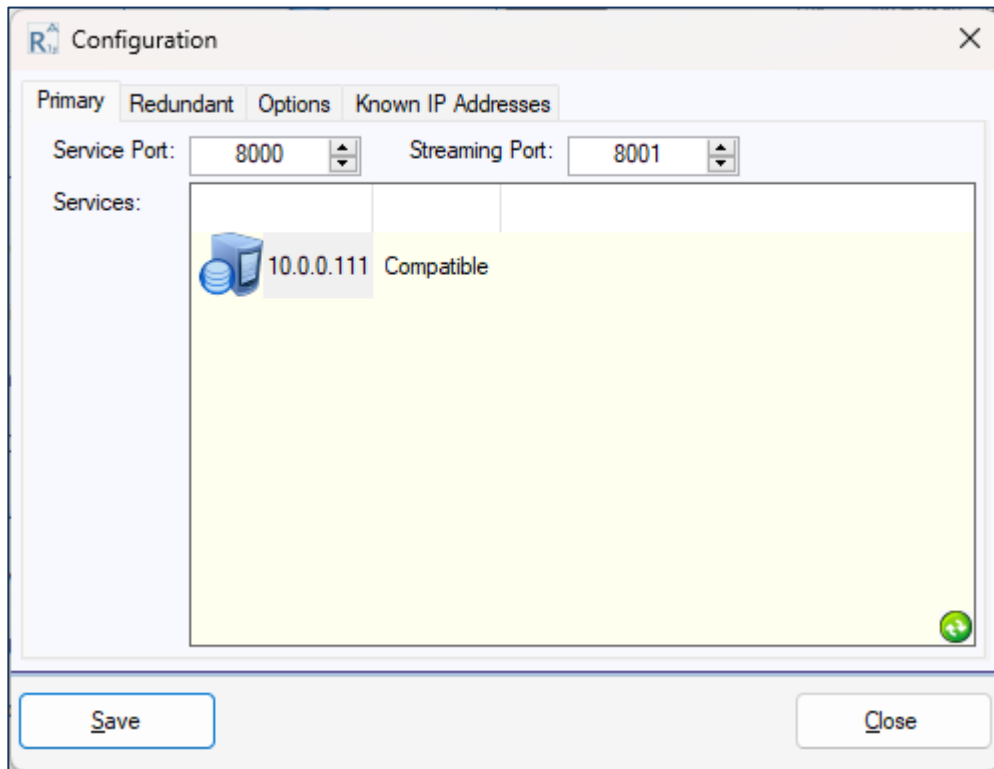 Configuration
Primary Redundant Options Known IP Addresses
Service Port: 8000 Streaming Port: 8001
Services:
10.0.0.111 Compatible
Save Close